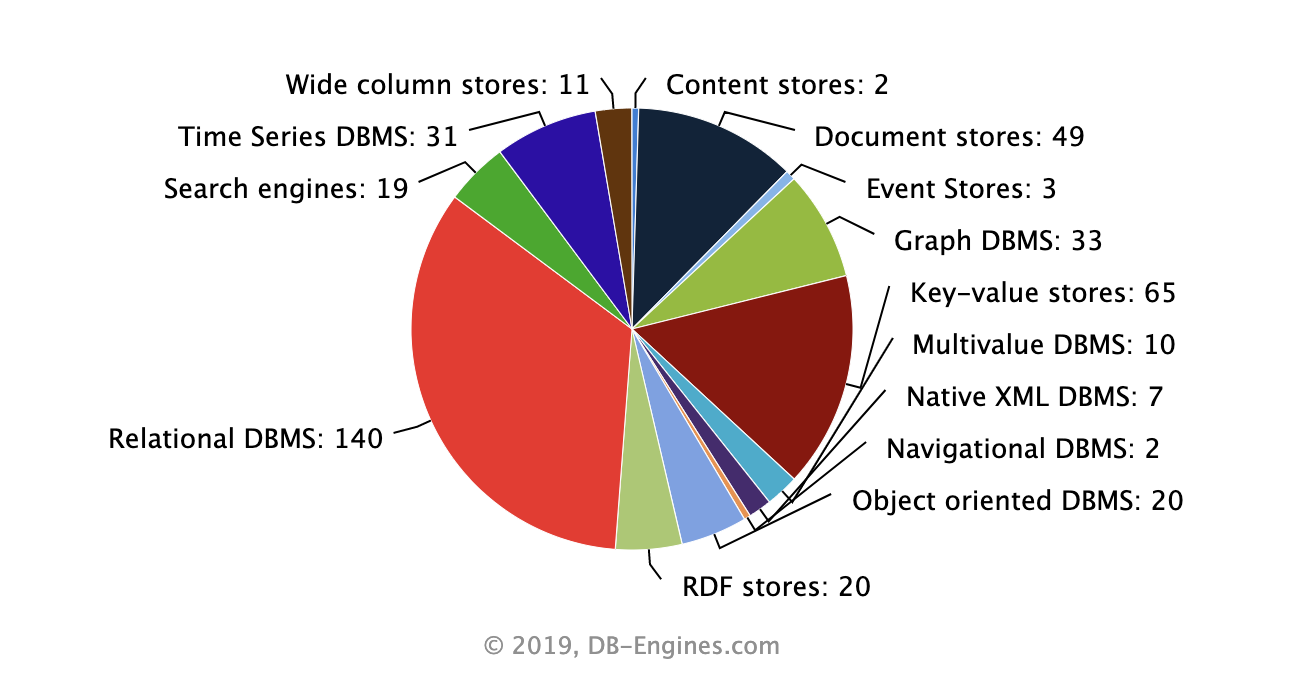 Wide column stores: 11
Content stores: 2
Time Series DBMS: 31
Document stores: 49
Search engines: 19
Event Stores: 3
Graph DBMS: 33
Key-value stores: 65
Multivalue DBMS: 10
Native XML DBMS: 7
Relational DBMS: 140
Navigational DBMS: 2
Object oriented DBMS: 20
RDF stores: 20
© 2019, DB-Engines.com